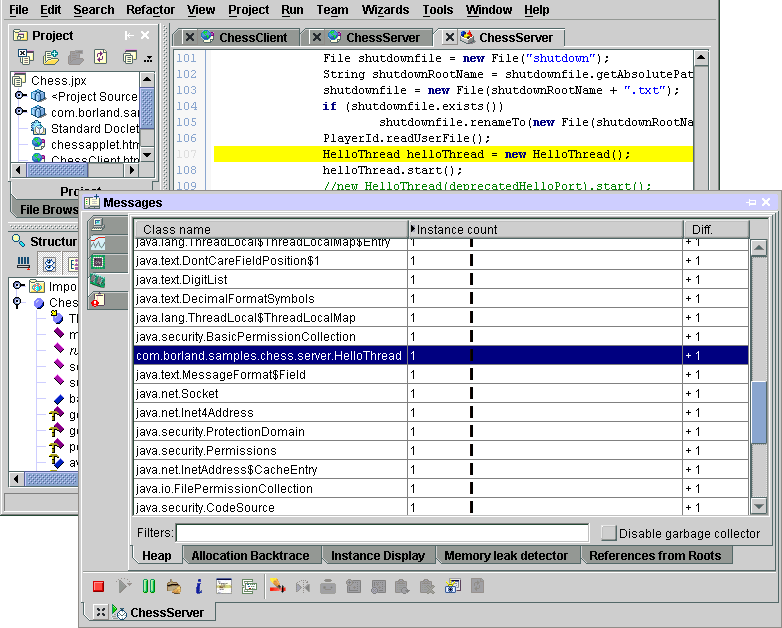 File Edit Search Refactor View Project Run Team Wizards Tools Window Help
Project
ChessClient ChessServer ChessServer
Chess.jpx
<Project Source
com.borland.sar
Standard Doclet
chessapplet.htm
ChessClient.htm
Project
File Brows
101 File shutdownfile = new File("shutdown");
102 String shutdownRootName = shutdownfile.getAbsolutePat
103 shutdownfile = new File(shutdownRootName + ".txt");
104 if (shutdownfile.exists())
105 shutdownfile.renameTo(new File(shutdownRootNa
106 PlayerId.readUserFile();
107 HelloThread helloThread = new HelloThread();
108 helloThread.start();
109 //new HelloThread(deprecatedHelloPort).start();
Structur
Impo
Ches
Messages
Class name Instance count Diff.
java.lang.ThreadLocal$ThreadLocalMap$Entry 1 + 1
java.text.DontCareFieldPosition$1 1 + 1
java.text.DigitList 1 + 1
java.text.DecimalFormatSymbols 1 + 1
java.lang.ThreadLocal$ThreadLocalMap 1 + 1
java.security.BasicPermissionCollection 1 + 1
com.borland.samples.chess.server.HelloThread 1 + 1
java.text.MessageFormat$Field 1 + 1
java.net.Socket 1 + 1
java.net.Inet4Address 1 + 1
java.security.ProtectionDomain 1 + 1
java.security.Permissions 1 + 1
java.net.InetAddress$CacheEntry 1 + 1
java.io.FilePermissionCollection 1 + 1
java.security.CodeSource 1 + 1
Filters: Disable garbage collector
Heap Allocation Backtrace Instance Display Memory leak detector References from Roots
ChessServer